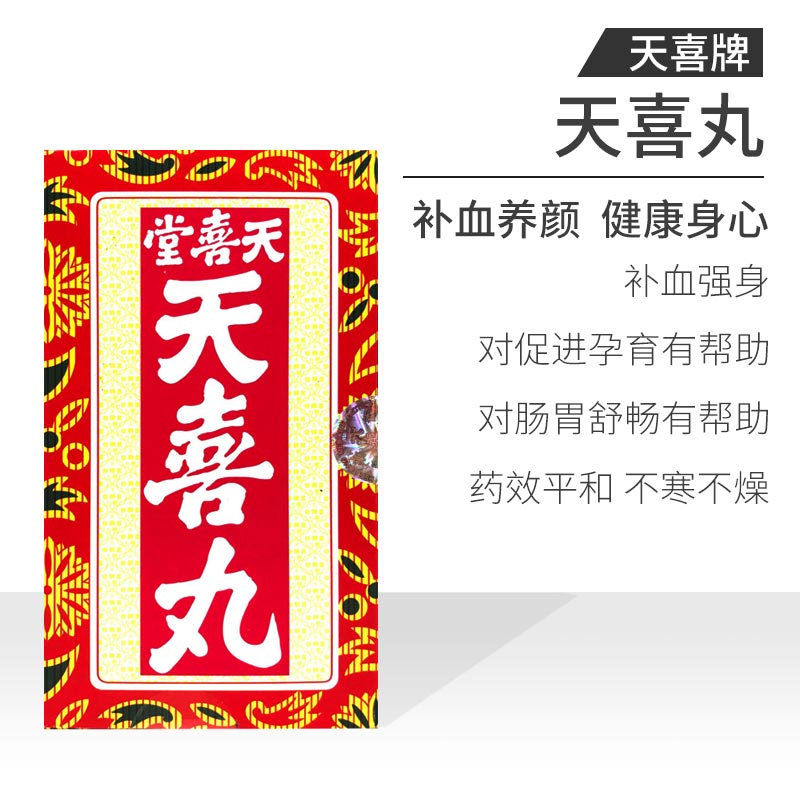 天喜牌
天喜丸
补血养颜 健康身心
补血强身
对促进孕育有帮助
对肠胃舒畅有帮助
药效平和 不寒不燥
堂喜天
天喜丸